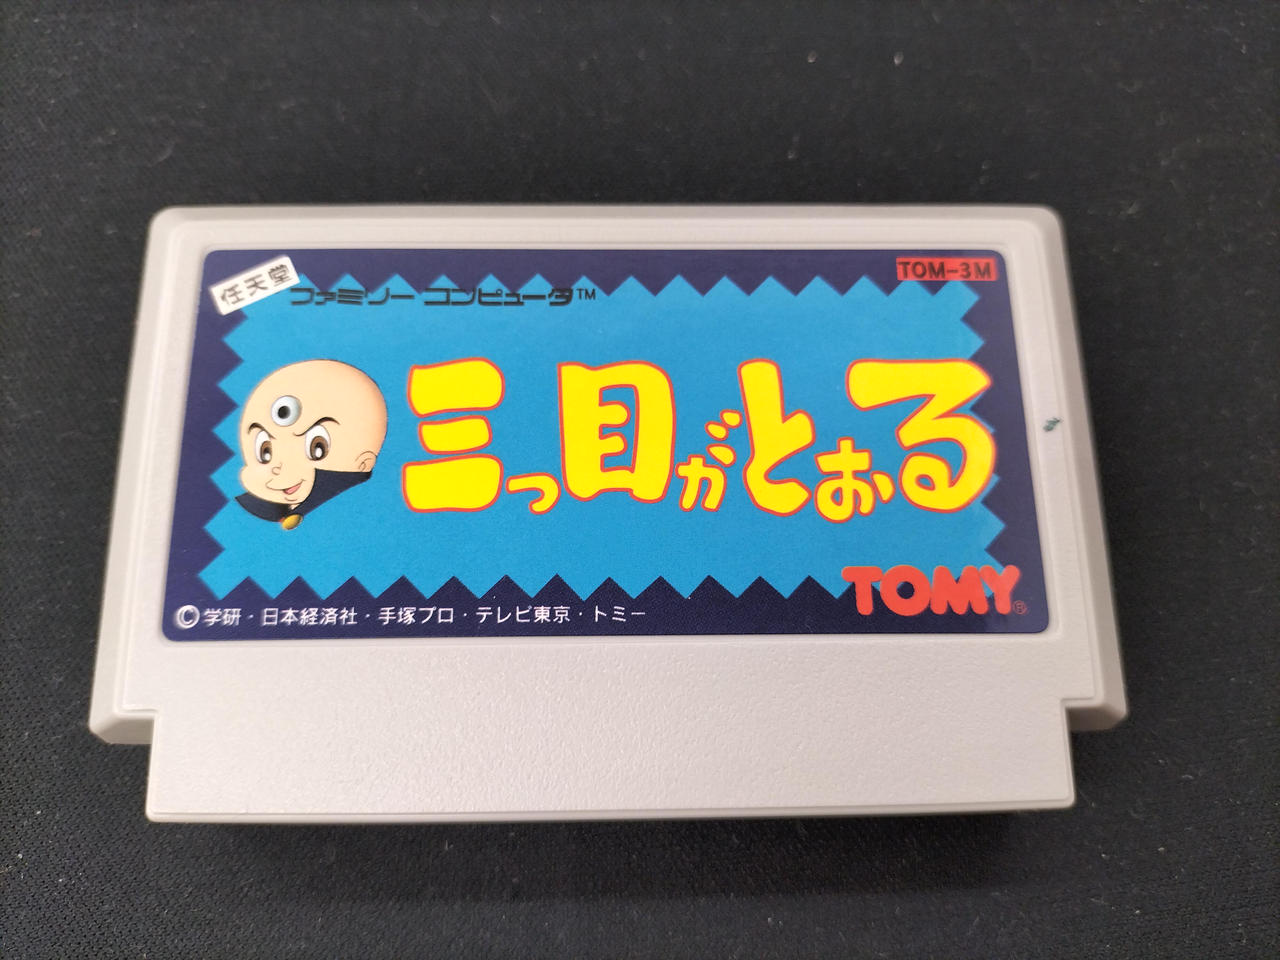 任天堂
ファミリー コンピュータ™
TOM-3M
三つ目がとおる
TOMY®
©学研・日本経済社・手塚プロ・テレビ東京・トミー